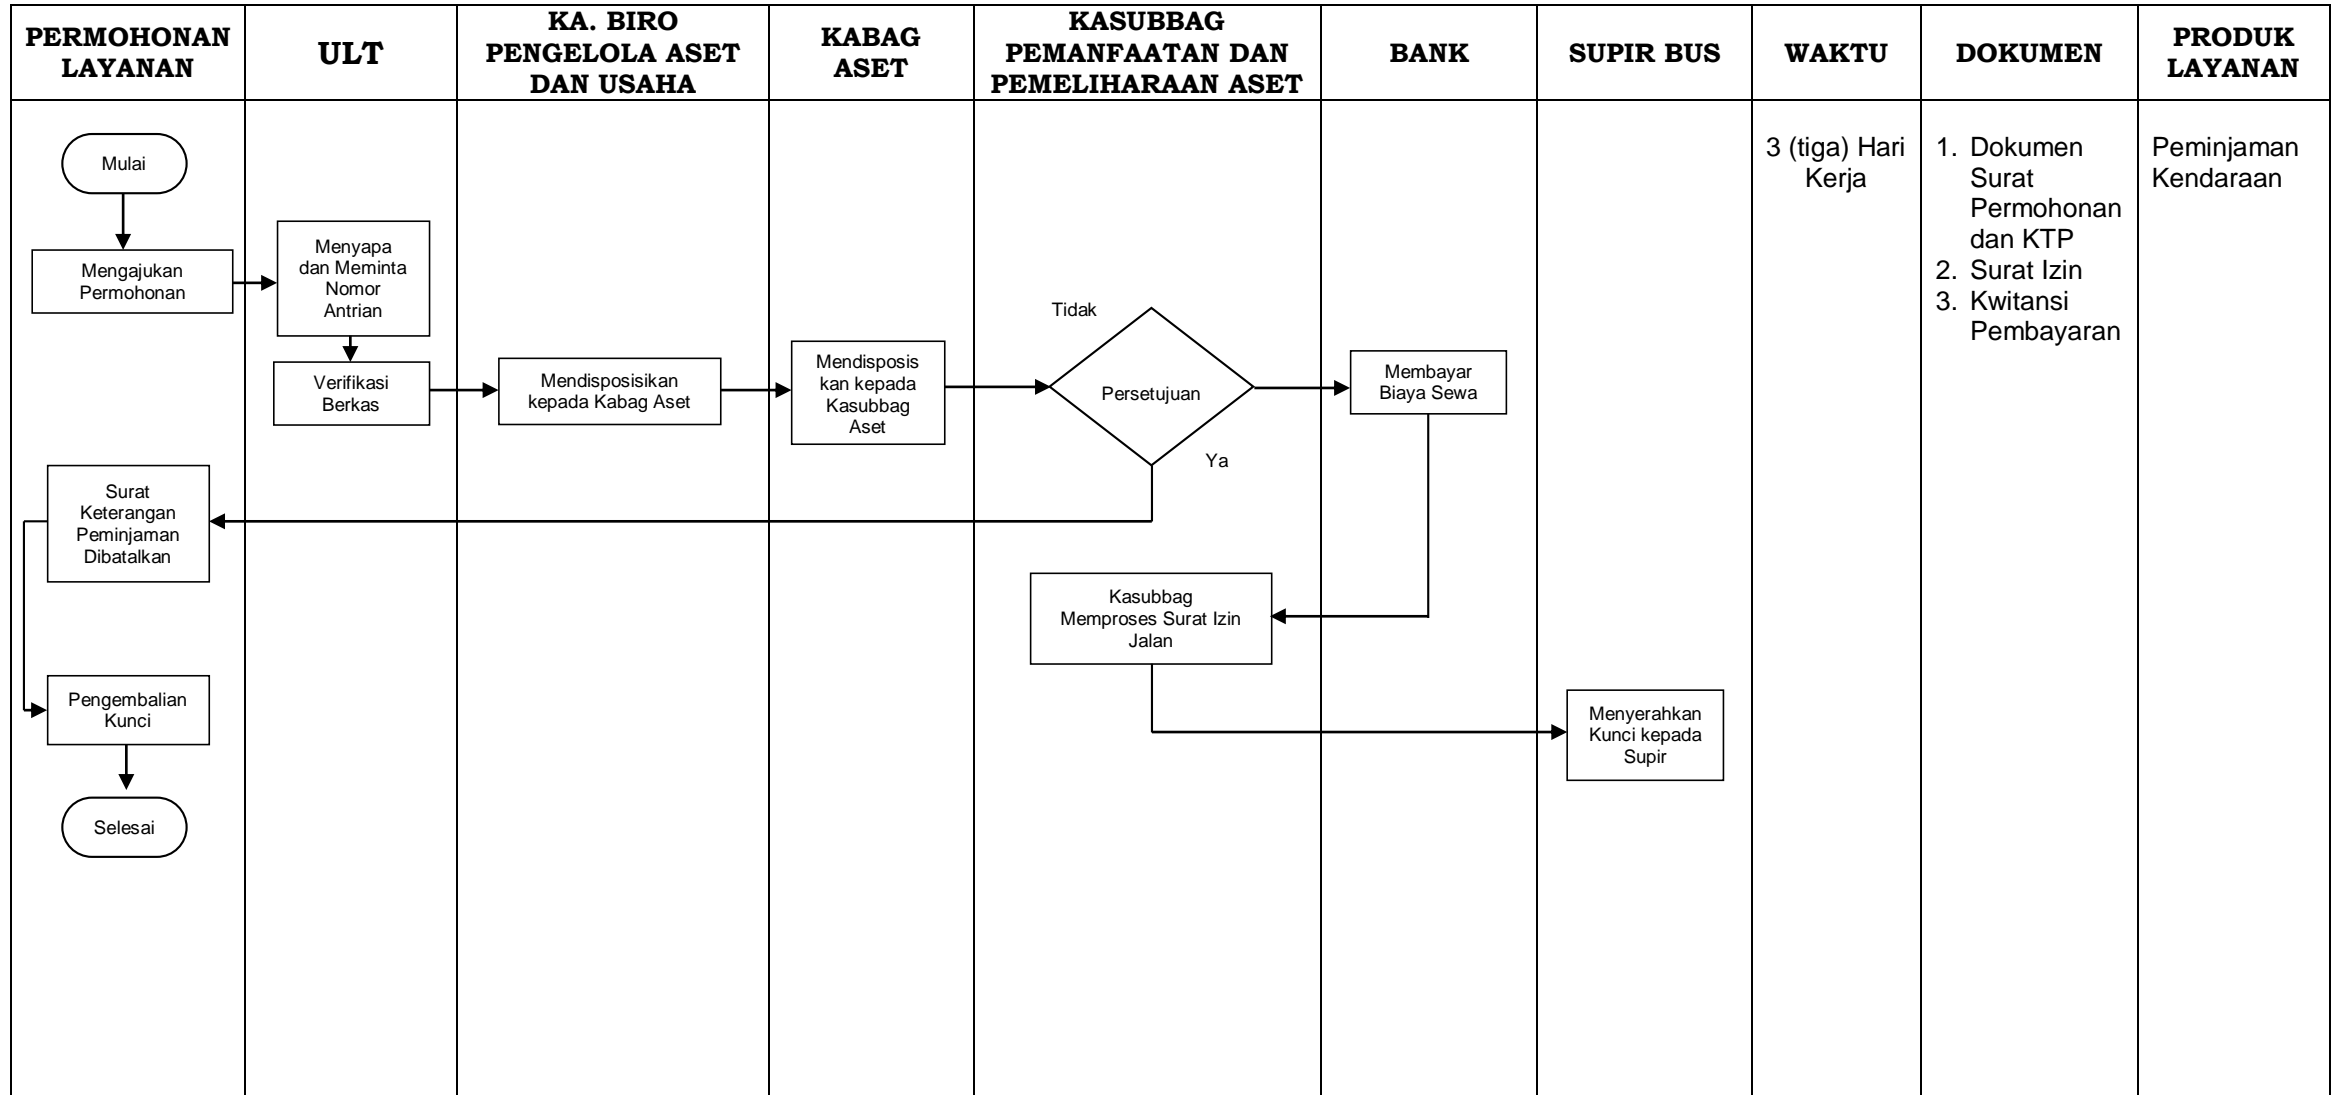 PERMOHONAN
LAYANAN
ULT
KA. BIRO
PENGELOLA ASET
DAN USAHA
KABAG
ASET
KASUBBAG
PEMANFAATAN DAN
PEMELIHARAAN ASET
BANK
SUPIR BUS
WAKTU
DOKUMEN
PRODUK
LAYANAN
Mulai
Mengajukan
Permohonan
Menyapa
dan Meminta
Nomor
Antrian
Verifikasi
Berkas
Mendisposisikan
kepada Kabag Aset
Mendisposis
kan kepada
Kasubbag
Aset
Tidak
Persetujuan
Ya
Membayar
Biaya Sewa
Surat
Keterangan
Peminjaman
Dibatalkan
Kasubbag
Memproses Surat Izin
Jalan
Pengembalian
Kunci
Menyerahkan
Kunci kepada
Supir
Selesai
3 (tiga) Hari
Kerja
1. Dokumen
Surat
Permohonan
dan KTP
2. Surat Izin
3. Kwitansi
Pembayaran
Peminjaman
Kendaraan